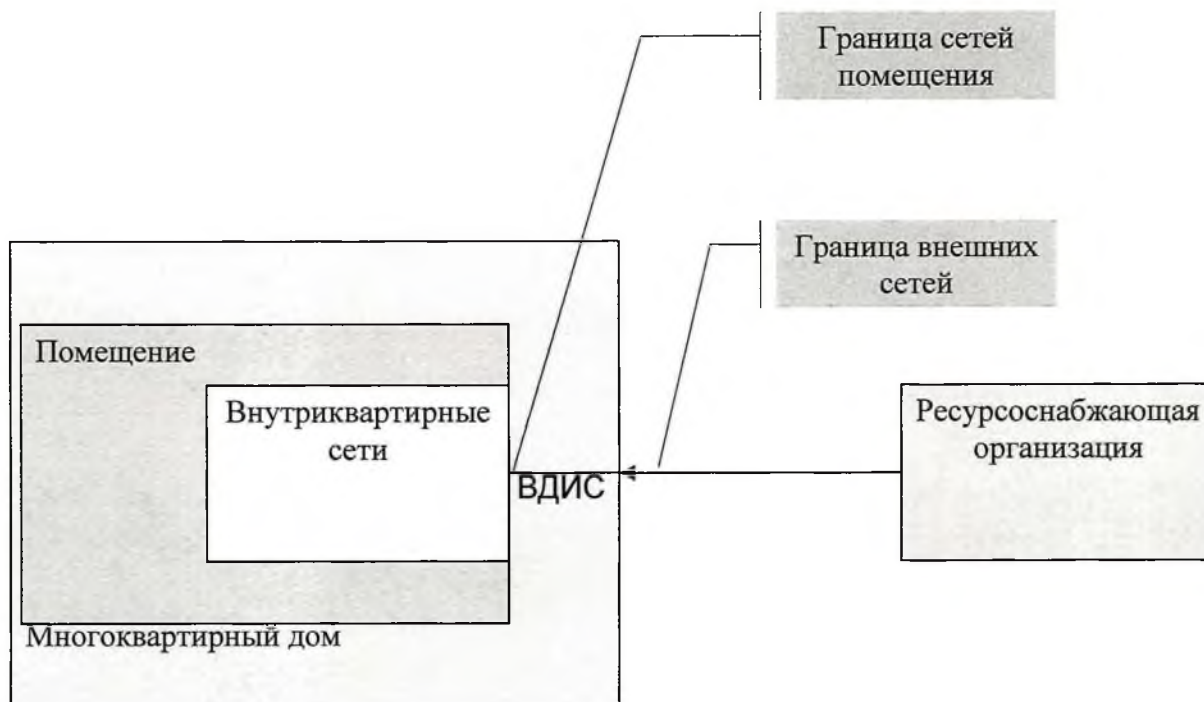 Граница сетей
помещения
Граница внешних
сетей
Помещение
Внутриквартирные
сети
Ресурсоснабжающая
организация
ВДИС
Многоквартирный дом